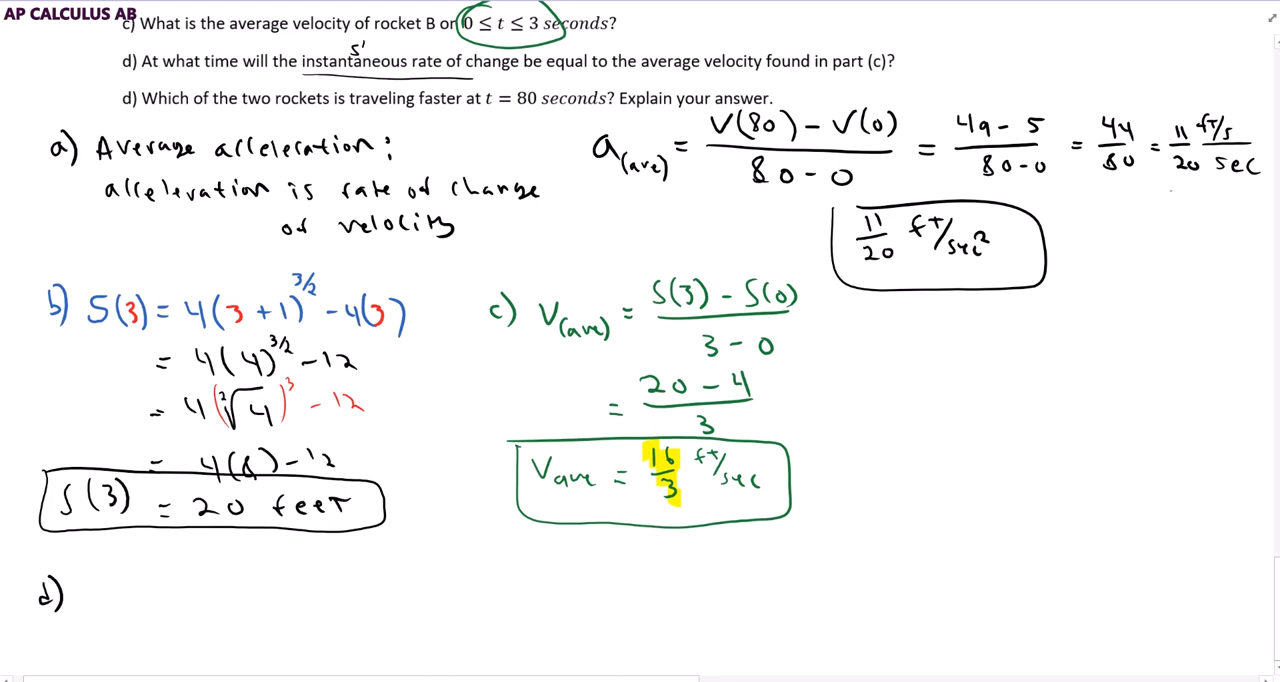 AP CALCULUS AB
c) What is the average velocity of rocket B or 0 ≤ t ≤ 3 seconds?
s'
d) At what time will the instantaneous rate of change be equal to the average velocity found in part (c)?
d) Which of the two rockets is traveling faster at t = 80 seconds? Explain your answer.
a) Average acceleration:
acceleration is rate of change
of velocity
a(ave) = V(80) - V(0) / 80 - 0 = 49 - 5 / 80 - 0 = 44/80 = 11/20 ft/s / sec
11/20 ft/sec²
b) S(3) = 4(3 + 1)^3/2 - 4(3)
= 4(4)^3/2 - 12
= 4(²√4)³ - 12
= 4(8) - 12
S(3) = 20 feet
c) V(ave) = S(3) - S(0) / 3 - 0
= 20 - 4 / 3
Vave = 16/3 ft/sec
d)